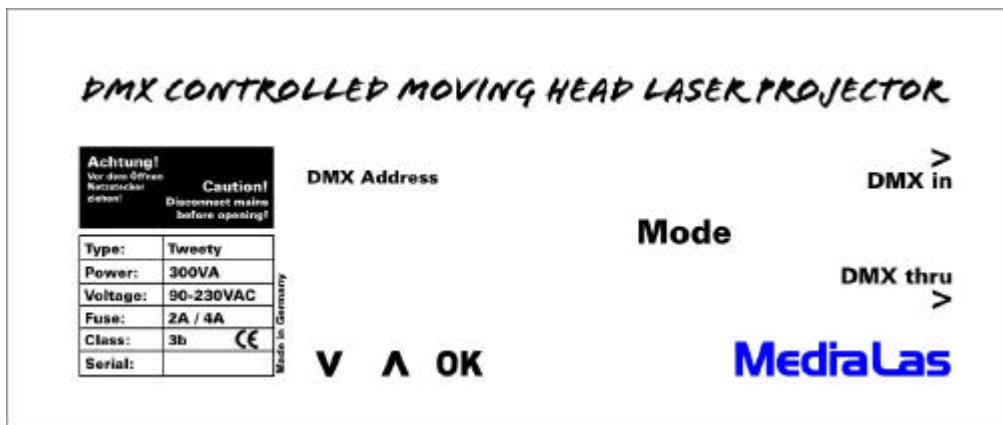 DMX CONTROLLED MOVING HEAD LASER PROJECTOR
Achtung!
Vor dem Öffnen
Netzstecker
ziehen!
Caution!
Disconnect mains
before opening!
DMX Address
>
DMX in
Mode
DMX thru
>
Type: Tweety
Power: 300VA
Voltage: 90-230VAC
Fuse: 2A / 4A
Class: 3b CE
Serial:
Made in Germany
V Λ OK
MediaLas